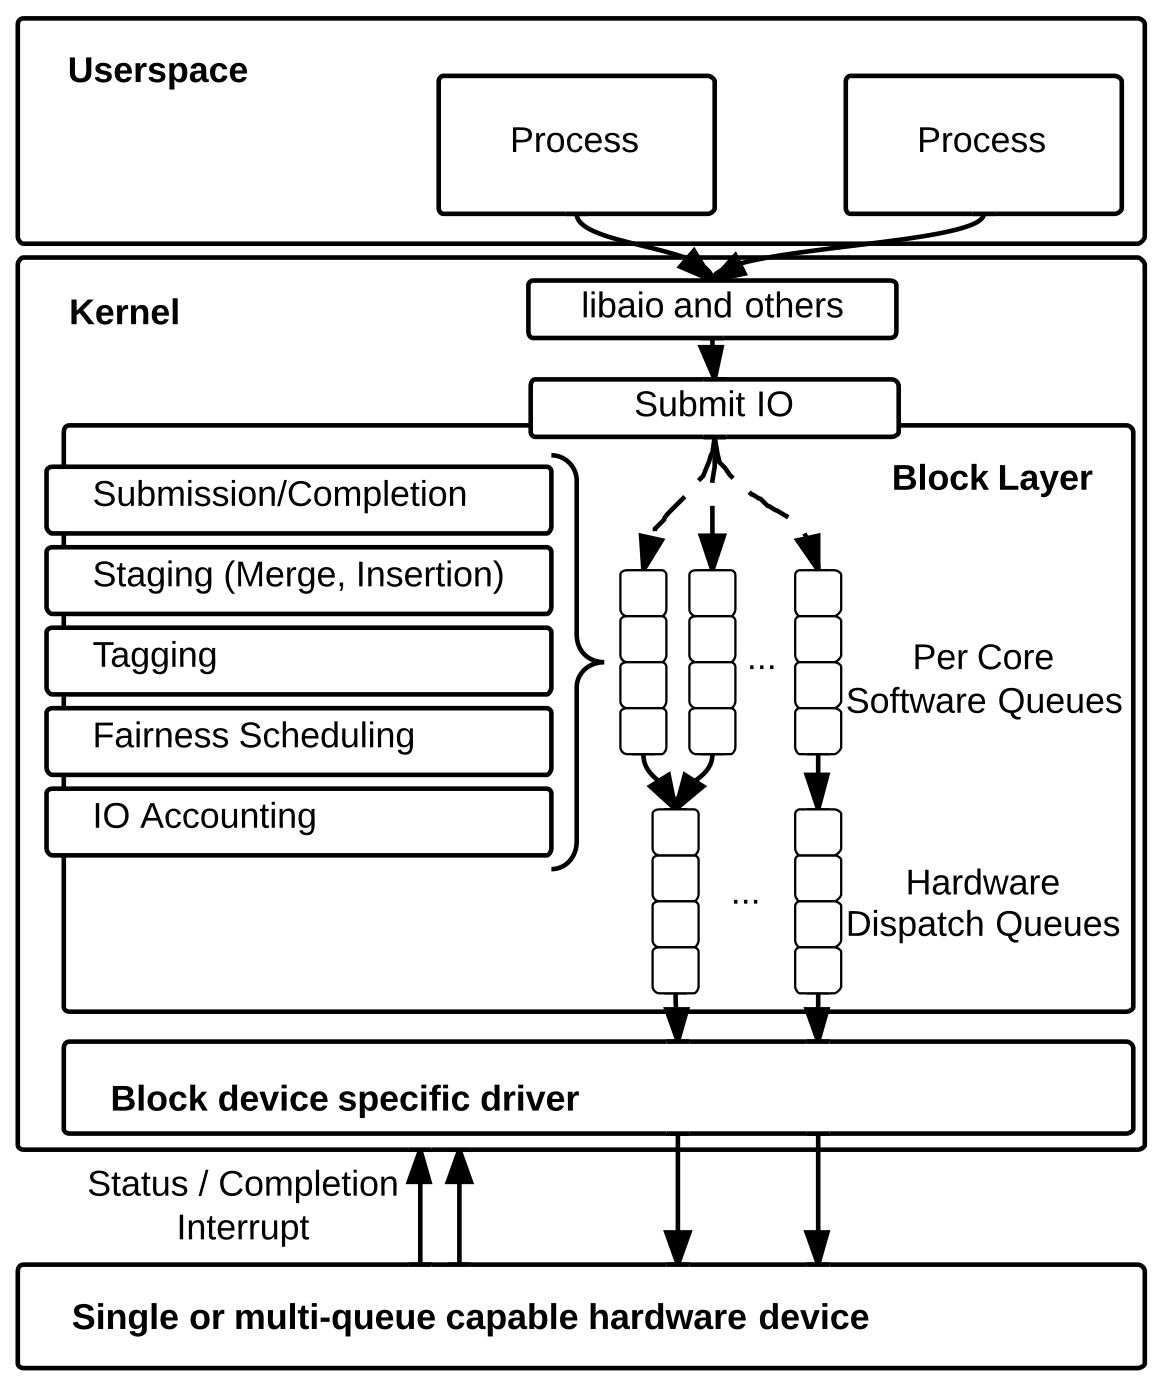 Userspace
Process
Process
Kernel
libaio and others
Submit IO
Block Layer
Submission/Completion
Staging (Merge, Insertion)
Tagging
Fairness Scheduling
IO Accounting
...
Per Core
Software Queues
...
Hardware
Dispatch Queues
Block device specific driver
Status / Completion
Interrupt
Single or multi-queue capable hardware device